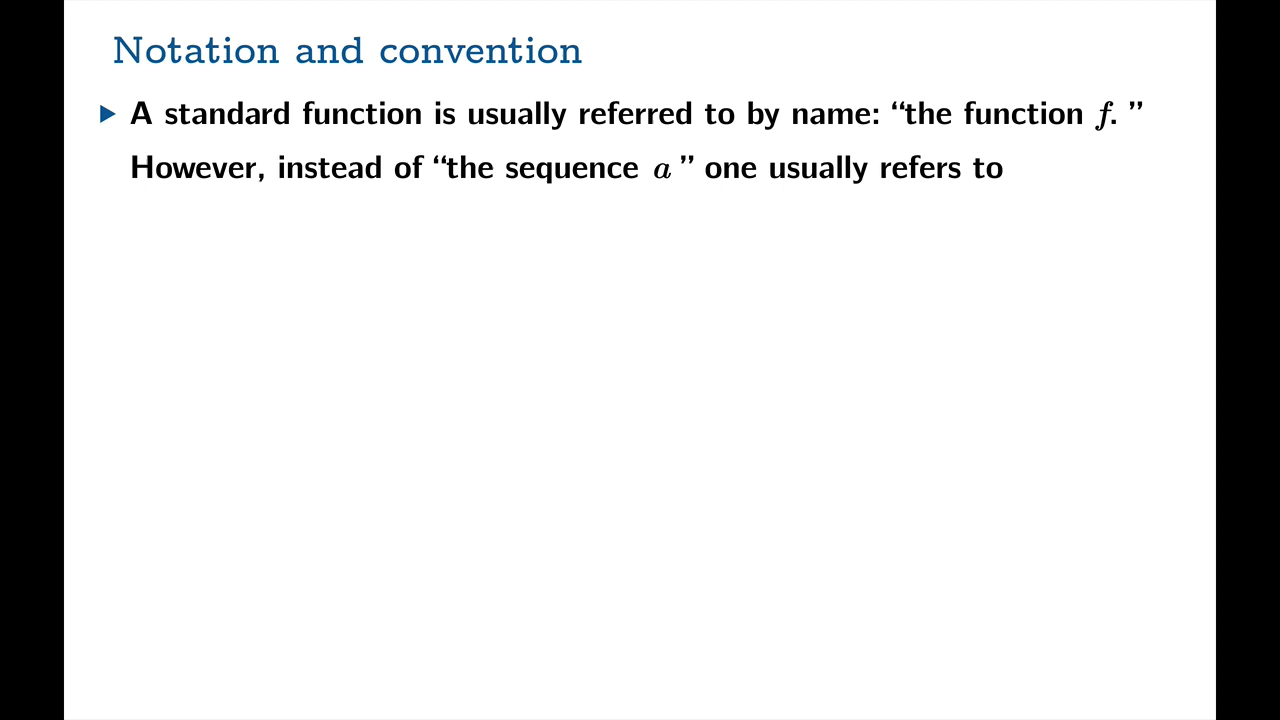 Notation and convention
▶ A standard function is usually referred to by name: “the function f. ”
However, instead of “the sequence a ” one usually refers to